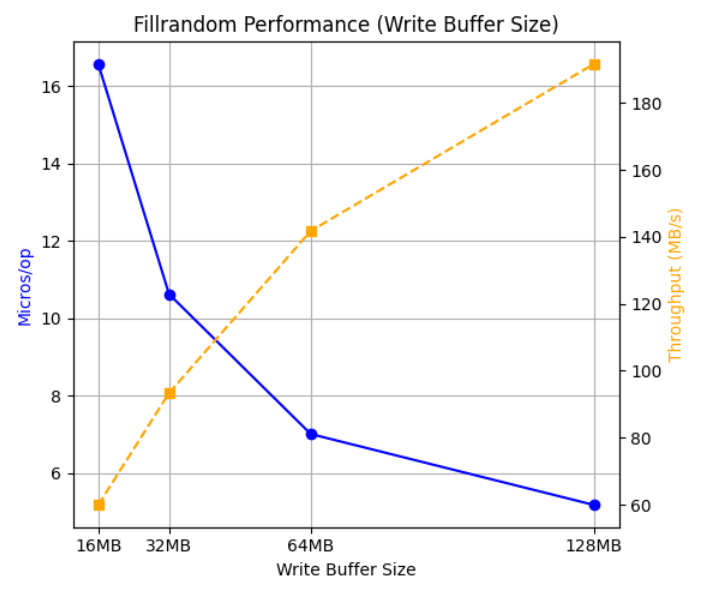 Fillrandom Performance (Write Buffer Size)
16
14
12
10
8
6
Micros/op
180
160
140
120
100
80
60
Throughput (MB/s)
16MB 32MB 64MB 128MB
Write Buffer Size